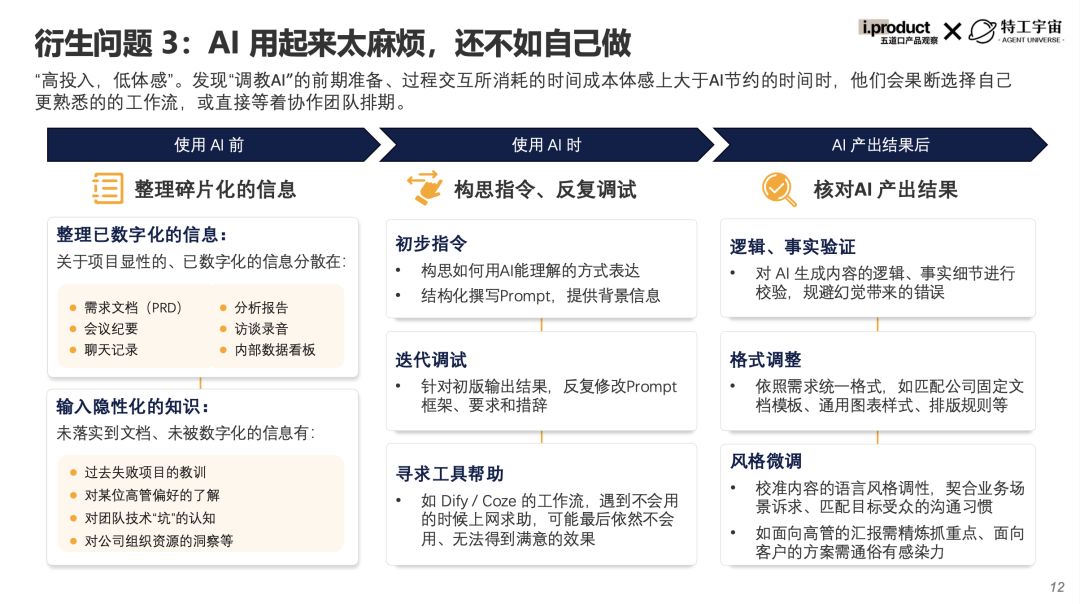 衍生问题 3：AI 用起来太麻烦，还不如自己做
i.product
五道口产品观察
特工宇宙
· AGENT UNIVERSE ·
“高投入，低体感”。发现“调教AI”的前期准备、过程交互所消耗的时间成本体感上大于AI节约的时间时，他们会果断选择自己
更熟悉的的工作流，或直接等着协作团队排期。
使用 AI 前
整理碎片化的信息
整理已数字化的信息：
关于项目显性的、已数字化的信息分散在：
需求文档（PRD）
会议纪要
聊天记录
分析报告
访谈录音
内部数据看板
输入隐性化的知识：
未落实到文档、未被数字化的信息有：
过去失败项目的教训
对某位高管偏好的了解
对团队技术“坑”的认知
对公司组织资源的洞察等
使用 AI 时
构思指令、反复调试
初步指令
• 构思如何用AI能理解的方式表达
• 结构化撰写Prompt，提供背景信息
迭代调试
• 针对初版输出结果，反复修改Prompt
框架、要求和措辞
寻求工具帮助
• 如 Dify / Coze 的工作流，遇到不会用
的时候上网求助，可能最后依然不会
用、无法得到满意的效果
AI 产出结果后
核对AI 产出结果
逻辑、事实验证
• 对 AI 生成内容的逻辑、事实细节进行
校验，规避幻觉带来的错误
格式调整
• 依照需求统一格式，如匹配公司固定文
档模板、通用图表样式、排版规则等
风格微调
• 校准内容的语言风格调性，契合业务场
景诉求、匹配目标受众的沟通习惯
• 如面向高管的汇报需精炼抓重点、面向
客户的方案需通俗有感染力
12